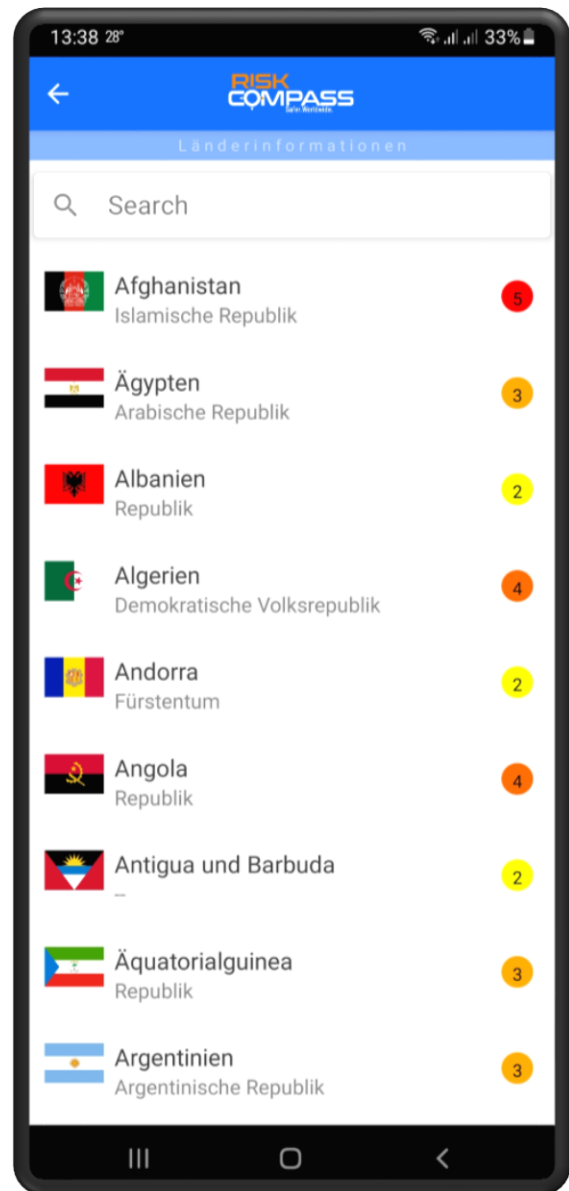 13:38 28° 33%
RISK
COMPASS
Safer. Worldwide.
Länderinformationen
Search
Afghanistan
Islamische Republik
5
Ägypten
Arabische Republik
3
Albanien
Republik
2
Algerien
Demokratische Volksrepublik
4
Andorra
Fürstentum
2
Angola
Republik
4
Antigua und Barbuda
--
2
Äquatorialguinea
Republik
3
Argentinien
Argentinische Republik
3